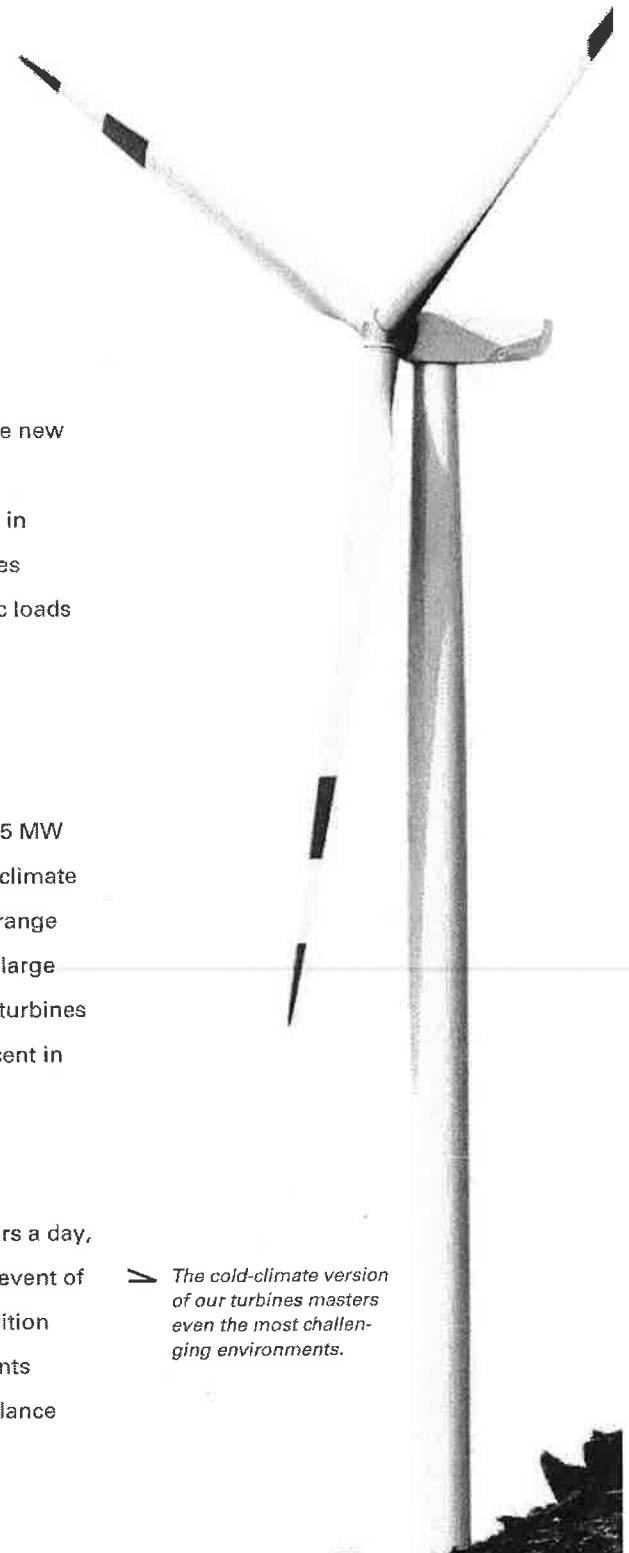 e new
in
es
c loads
5 MW
climate
range
large
turbines
cent in
rs a day,
event of
ition
nts
lance
The cold-climate version
of our turbines masters
even the most challen-
ging environments.